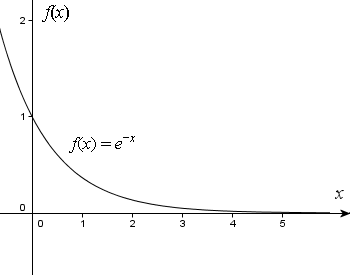 f(x)
2
1
f(x) = e⁻ˣ
x
0
0 1 2 3 4 5